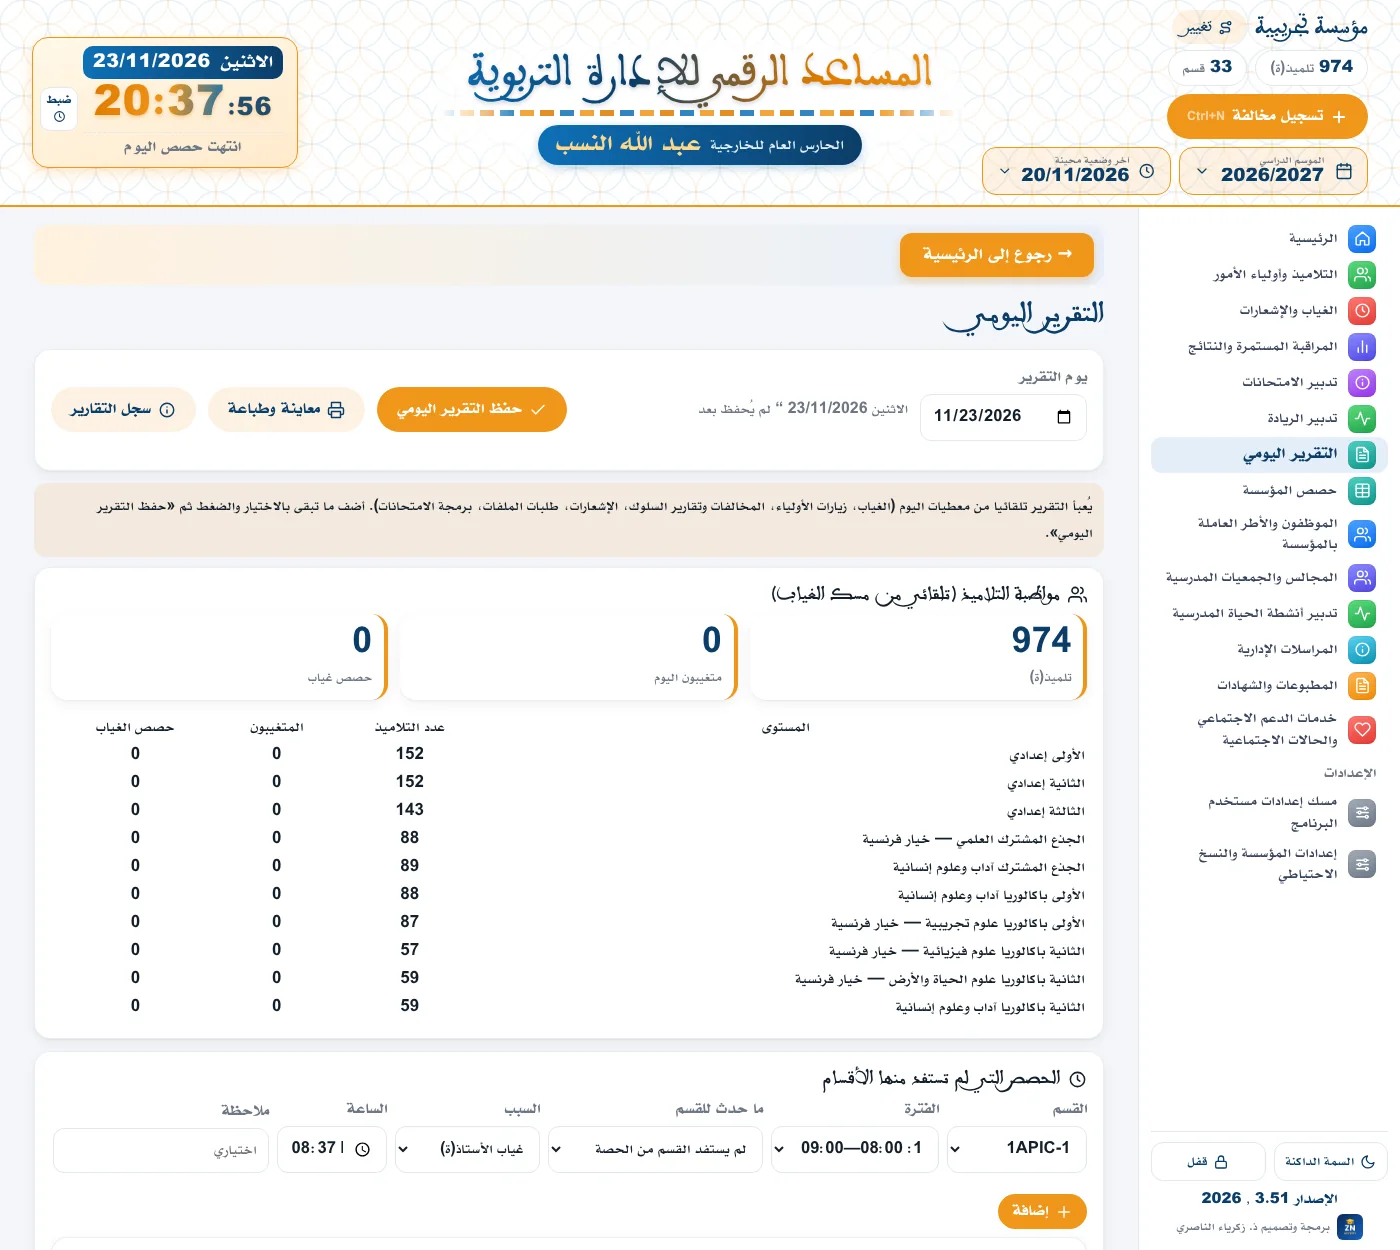 مؤسسة تجريبية
تغيير
974 تلميذ(ة)
33 قسم
+ تسجيل مخالفة Ctrl+N
الموسم الدراسي
2026/2027
اخر وضعية محينة
20/11/2026
المساعد الرقمي للإدارة التربوية
الحارس العام للخارجية عبد الله النسب
الاثنين 23/11/2026
20:37:56
ضبط
انتهت حصص اليوم
الرئيسية
التلاميذ وأولياء الأمور
الغياب والإشعارات
المراقبة المستمرة والنتائج
تدبير الامتحانات
تدبير الريادة
التقرير اليومي
حصص المؤسسة
الموظفون والأطر العاملة
بالمؤسسة
المجالس والجمعيات المدرسية
تدبير أنشطة الحياة المدرسية
المراسلات الإدارية
المطبوعات والشهادات
خدمات الدعم الاجتماعي
والحالات الاجتماعية
الإعدادات
مسك إعدادات مستخدم
البرنامج
إعدادات المؤسسة والنسخ
الاحتياطي
السمة الداكنة
قفل
الإصدار 3.51 , 2026
برمجة وتصميم ذ. زكرياء الناصري
ZN
→ رجوع إلى الرئيسية
التقرير اليومي
يوم التقرير
11/23/2026
الاثنين 23/11/2026 “ لم يُحفظ بعد
حفظ التقرير اليومي
معاينة وطباعة
سجل التقارير
يُعبأ التقرير تلقائيا من معطيات اليوم (الغياب، زيارات الأولياء، المخالفات وتقارير السلوك، الإشعارات، طلبات الملفات، برمجة الامتحانات). أضف ما تبقى بالاختيار والضغط ثم «حفظ التقرير
اليومي».
مواظبة التلاميذ (تلقائي من مسك الغياب)
974
تلميذ(ة)
0
متغيبون اليوم
0
حصص غياب
المستوى عدد التلاميذ المتغيبون حصص الغياب
الأولى إعدادي 152 0 0
الثانية إعدادي 152 0 0
الثالثة إعدادي 143 0 0
الجذع المشترك العلمي — خيار فرنسية 88 0 0
الجذع المشترك آداب وعلوم إنسانية 89 0 0
الأولى باكالوريا آداب وعلوم إنسانية 88 0 0
الأولى باكالوريا علوم تجريبية — خيار فرنسية 87 0 0
الثانية باكالوريا علوم فيزيائية — خيار فرنسية 57 0 0
الثانية باكالوريا علوم الحياة والأرض — خيار فرنسية 59 0 0
الثانية باكالوريا آداب وعلوم إنسانية 59 0 0
الحصص التي لم تستفد منها الأقسام
القسم الفترة ما حدث للقسم السبب الساعة ملاحظة
1APIC-1
1: 08:00—09:00
لم يستفد القسم من الحصة
غياب الأستاذ(ة)
08:37
اختياري
+ إضافة